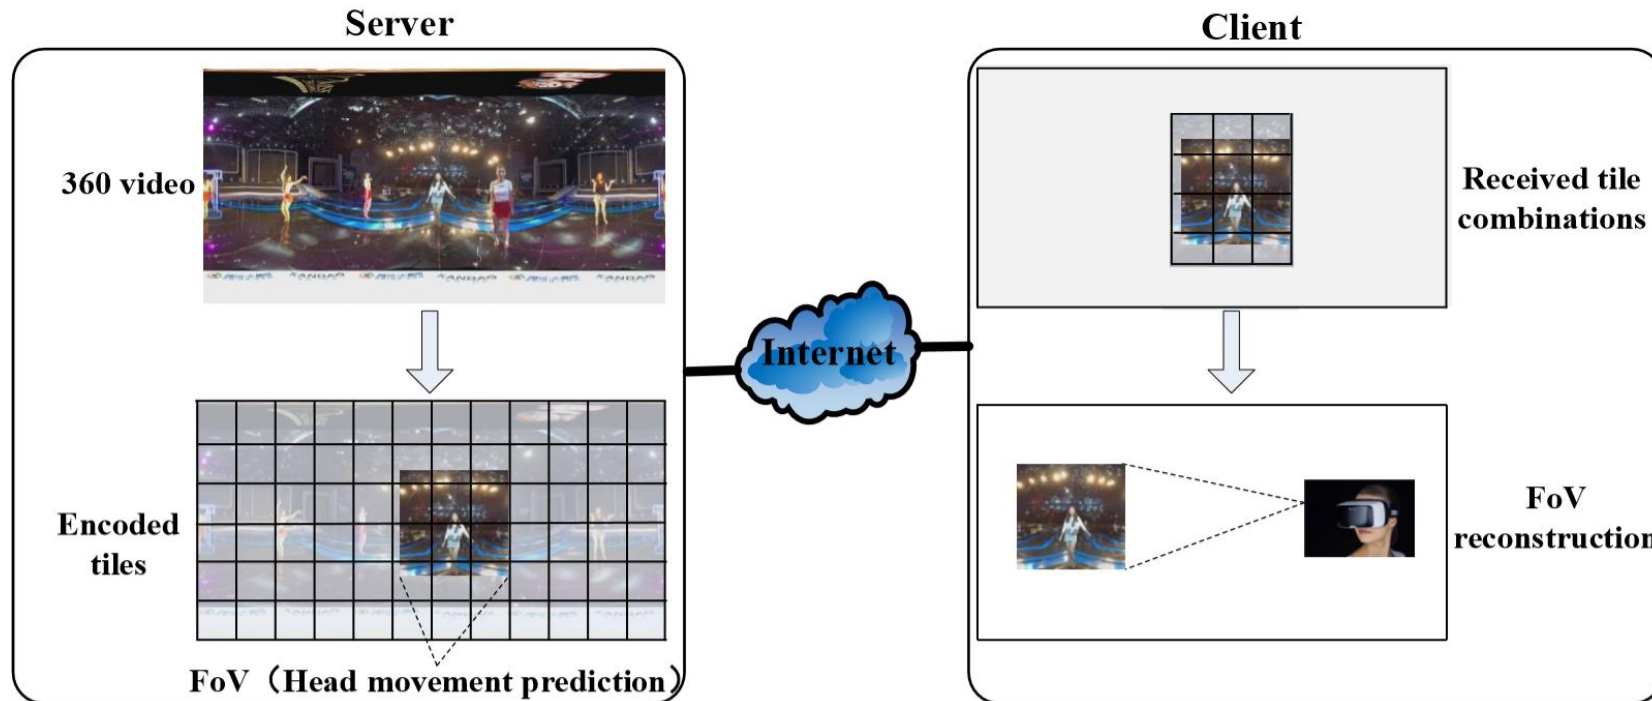 Server
360 video
Encoded
tiles
FoV（Head movement prediction）
Internet
Client
Received tile
combinations
FoV
reconstruction